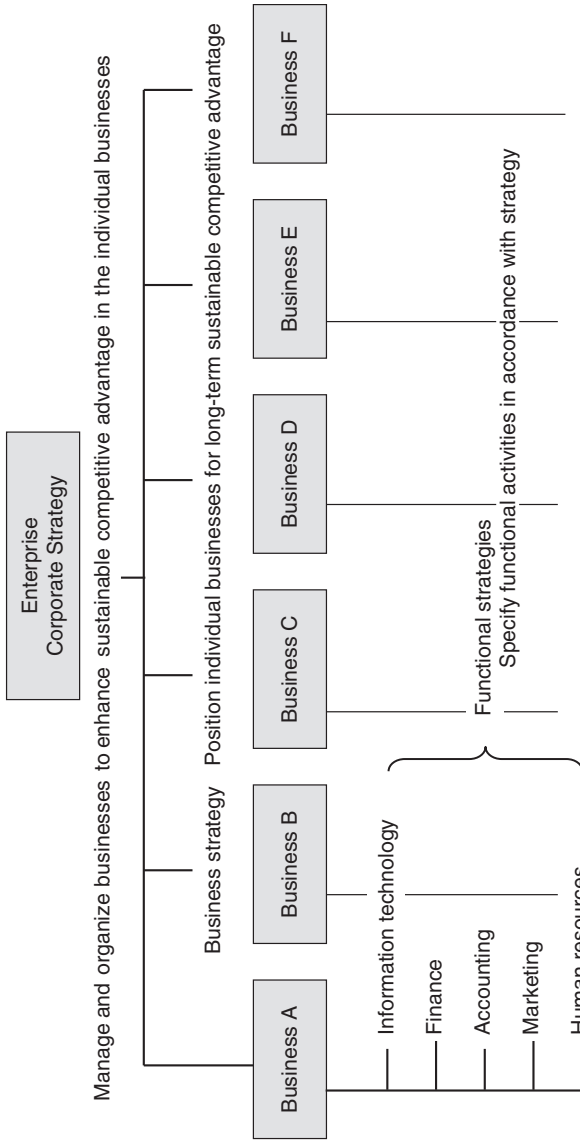 Enterprise
Corporate Strategy
Manage and organize businesses to enhance sustainable competitive advantage in the individual businesses
Business strategy
Position individual businesses for long-term sustainable competitive advantage
Business A
Business B
Business C
Business D
Business E
Business F
Information technology
Finance
Accounting
Marketing
Human resources
Functional strategies
Specify functional activities in accordance with strategy